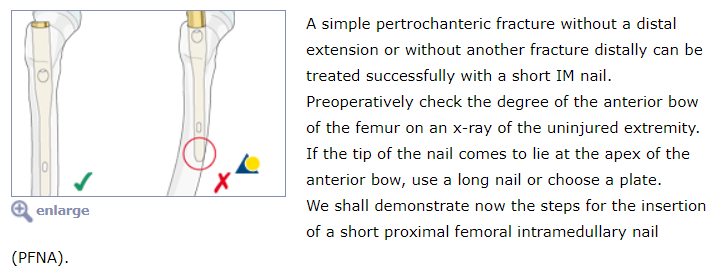 A simple pertrochanteric fracture without a distal
extension or without another fracture distally can be
treated successfully with a short IM nail.
Preoperatively check the degree of the anterior bow
of the femur on an x-ray of the uninjured extremity.
If the tip of the nail comes to lie at the apex of the
anterior bow, use a long nail or choose a plate.
enlarge
We shall demonstrate now the steps for the insertion
of a short proximal femoral intramedullary nail
(PFNA).